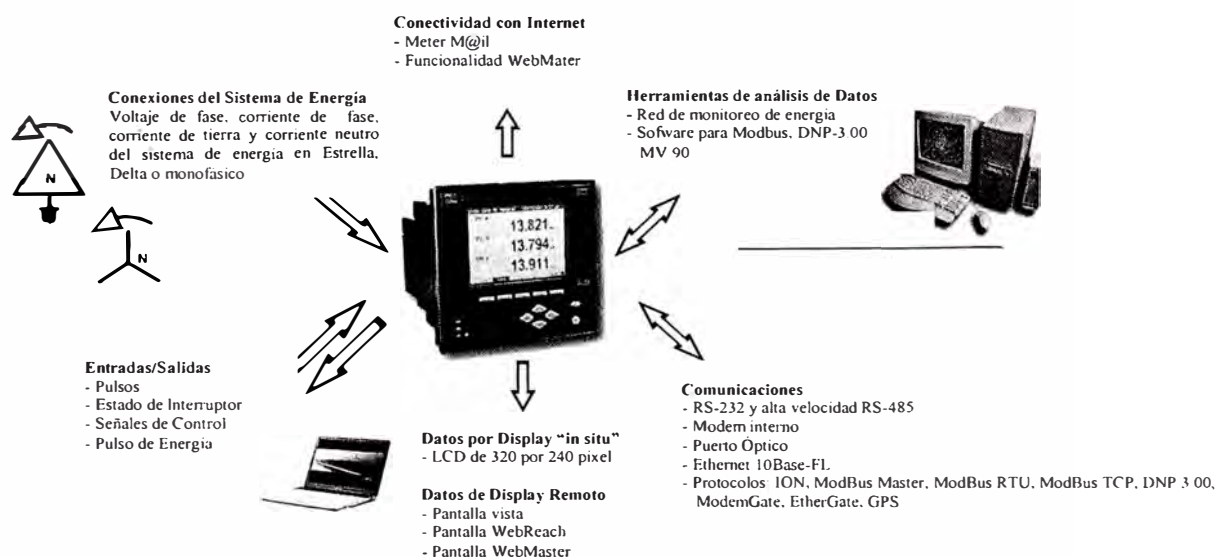 Conectividad con Internet
- Meter M@il
- Funcionalidad WebMater
Conexiones del Sistema de Energía
Voltaje de fase, corriente de fase,
corriente de tierra y corriente neutro
del sistema de energia en Estrella,
Delta o monofásico
Herramientas de análisis de Datos
- Red de monitoreo de energia
- Sofware para Modbus, DNP-3.00
MV 90
N
N
13.821
13.794
13.911
Entradas/Salidas
- Pulsos
- Estado de Interruptor
- Señales de Control
- Pulso de Energia
Datos por Display “in situ”
- LCD de 320 por 240 pixel
Datos de Display Remoto
- Pantalla vista
- Pantalla WebReach
- Pantalla WebMaster
Comunicaciones
- RS-232 y alta velocidad RS-485
- Modem interno
- Puerto Óptico
- Ethernet 10Base-FL
- Protocolos: ION, ModBus Master, ModBus RTU, ModBus TCP, DNP 3.00,
ModemGate, EtherGate, GPS